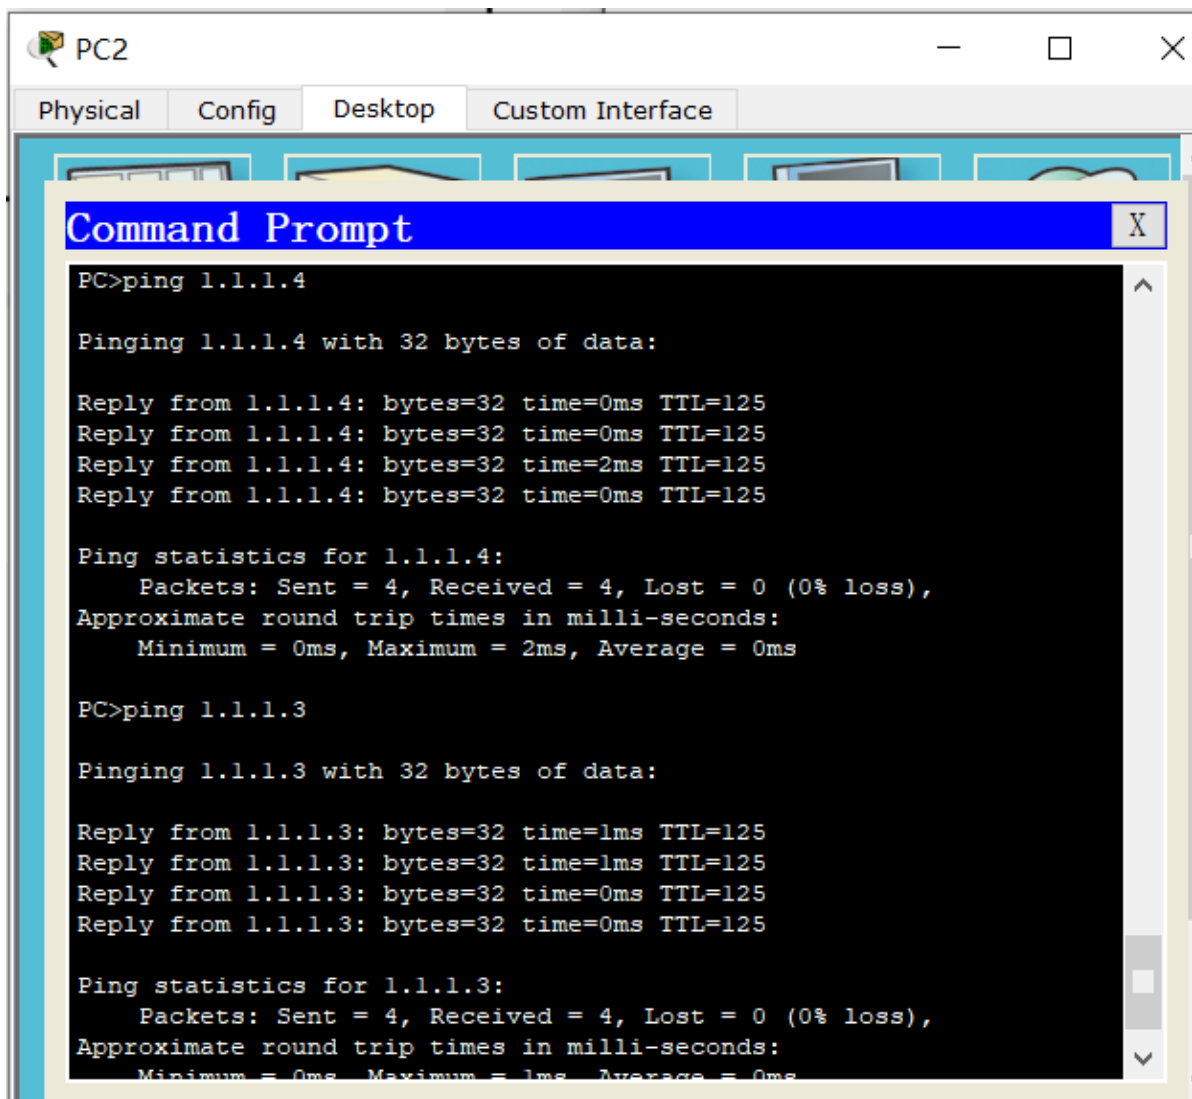 PC2
Physical Config Desktop Custom Interface
Command Prompt X
PC>ping 1.1.1.4
Pinging 1.1.1.4 with 32 bytes of data:
Reply from 1.1.1.4: bytes=32 time=0ms TTL=125
Reply from 1.1.1.4: bytes=32 time=0ms TTL=125
Reply from 1.1.1.4: bytes=32 time=2ms TTL=125
Reply from 1.1.1.4: bytes=32 time=0ms TTL=125
Ping statistics for 1.1.1.4:
Packets: Sent = 4, Received = 4, Lost = 0 (0% loss),
Approximate round trip times in milli-seconds:
Minimum = 0ms, Maximum = 2ms, Average = 0ms
PC>ping 1.1.1.3
Pinging 1.1.1.3 with 32 bytes of data:
Reply from 1.1.1.3: bytes=32 time=1ms TTL=125
Reply from 1.1.1.3: bytes=32 time=1ms TTL=125
Reply from 1.1.1.3: bytes=32 time=0ms TTL=125
Reply from 1.1.1.3: bytes=32 time=0ms TTL=125
Ping statistics for 1.1.1.3:
Packets: Sent = 4, Received = 4, Lost = 0 (0% loss),
Approximate round trip times in milli-seconds:
Minimum = 0ms, Maximum = 1ms, Average = 0ms